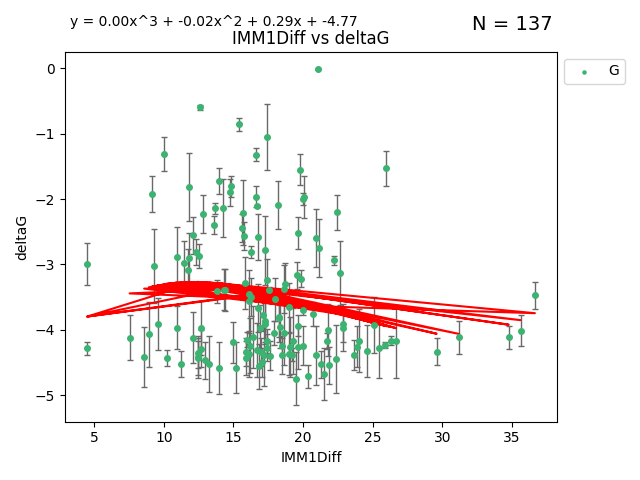 y = 0.00x^3 + -0.02x^2 + 0.29x + -4.77
N = 137
IMM1Diff vs deltaG
G
deltaG
0
−1
−2
−3
−4
−5
5 10 15 20 25 30 35
IMM1Diff